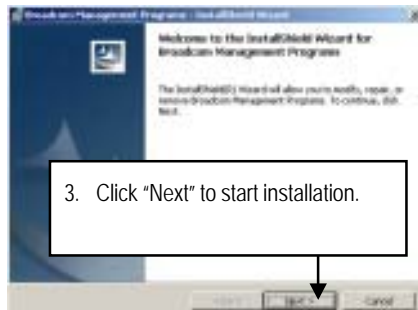 Broadcom Management Programs - InstallShield Wizard
Welcome to the InstallShield Wizard for
Broadcom Management Programs
The InstallShield(R) Wizard will allow you to modify, repair, or
remove Broadcom Management Programs. To continue, click
Next.
3. Click “Next” to start installation.
Next >
Cancel